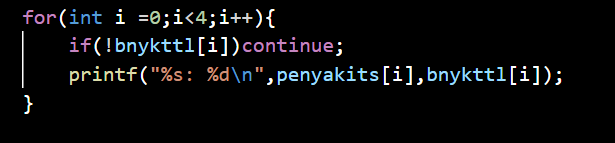 for(int i =0;i<4;i++){
    if(!bnykttl[i])continue;
    printf("%s: %d\n",penyakits[i],bnykttl[i]);
}